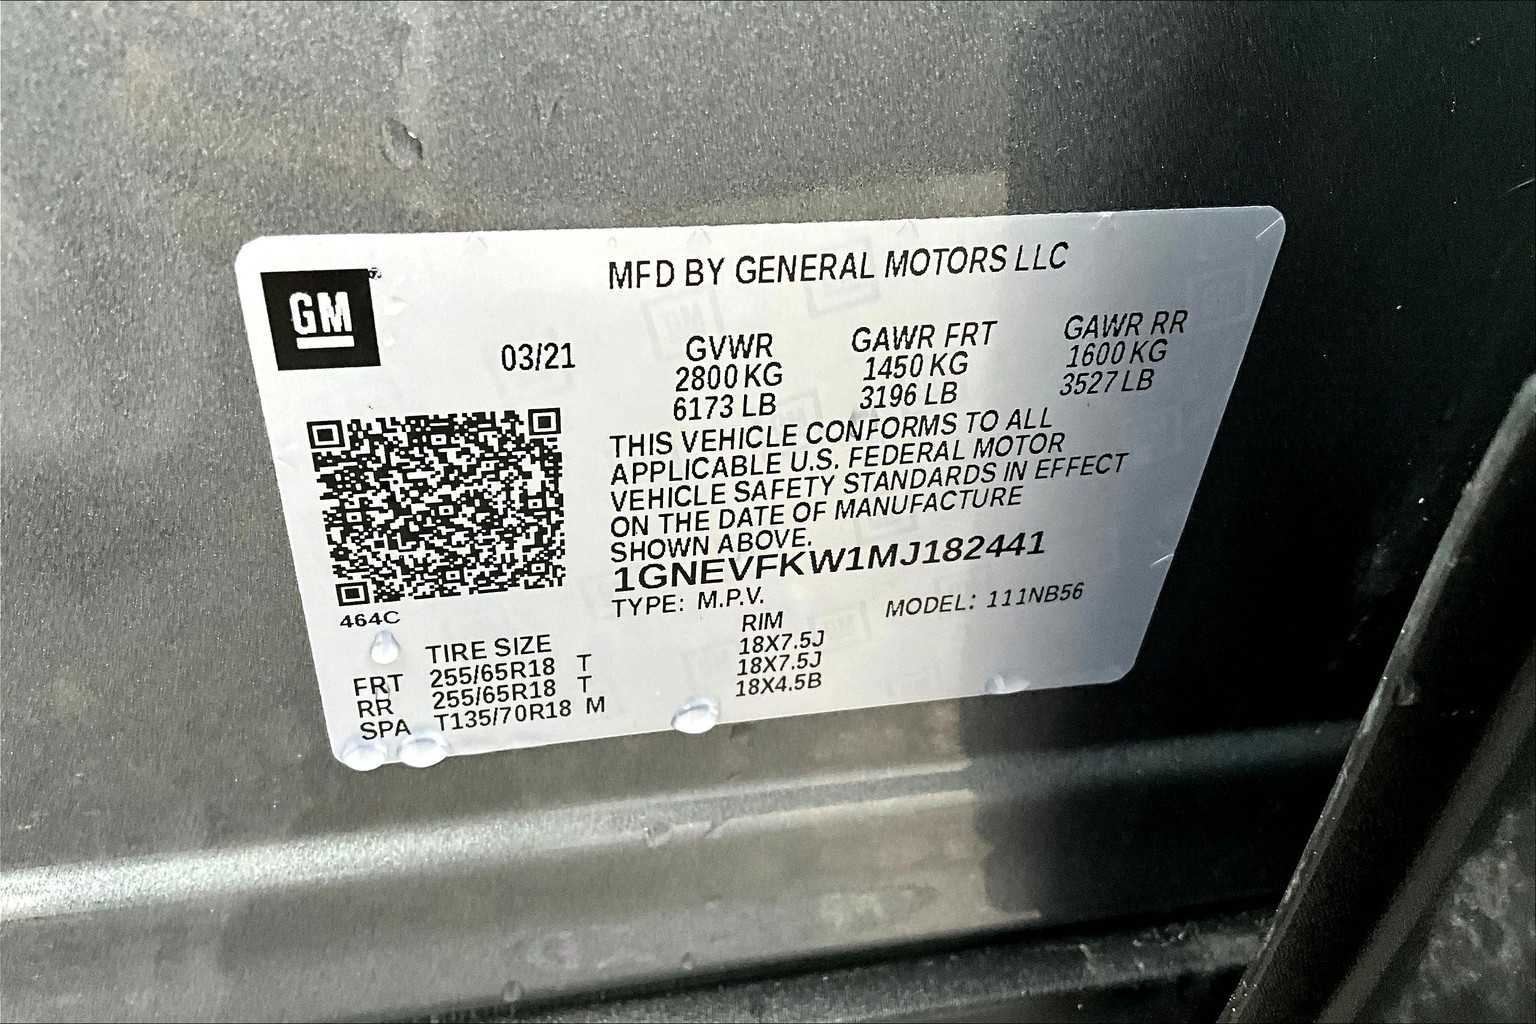 GM
MFD BY GENERAL MOTORS LLC
03/21 GVWR GAWR FRT GAWR RR
2800 KG 1450 KG 1600 KG
6173 LB 3196 LB 3527 LB
THIS VEHICLE CONFORMS TO ALL
APPLICABLE U.S. FEDERAL MOTOR
VEHICLE SAFETY STANDARDS IN EFFECT
ON THE DATE OF MANUFACTURE
SHOWN ABOVE.
1GNEVFKW1MJ182441
TYPE: M.P.V. MODEL: 111NB56
464C
TIRE SIZE RIM
FRT 255/65R18 T 18X7.5J
RR 255/65R18 T 18X7.5J
SPA T135/70R18 M 18X4.5B